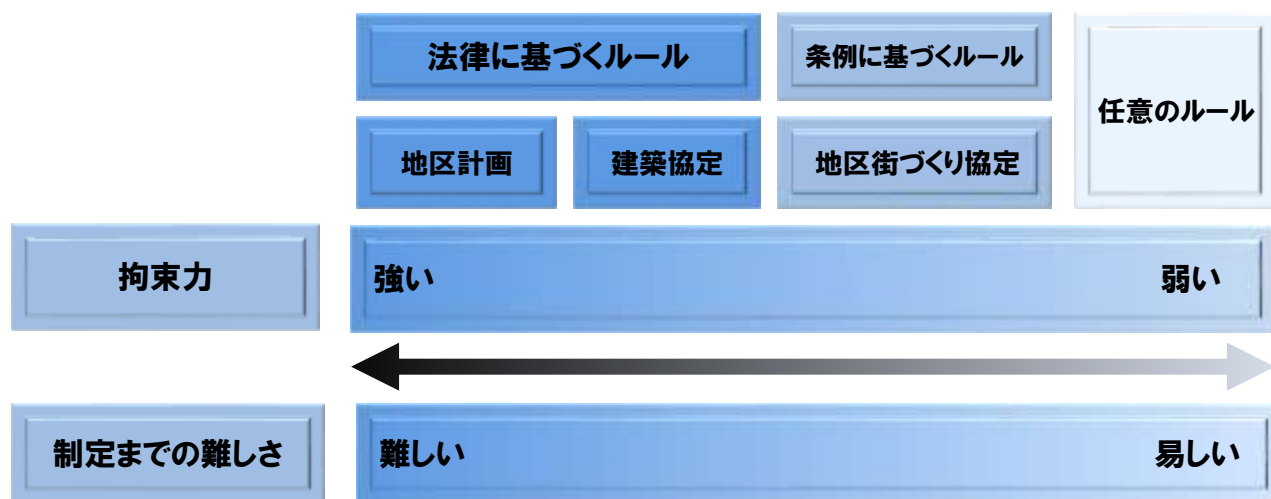 法律に基づくルール
条例に基づくルール
任意のルール
地区計画
建築協定
地区街づくり協定
拘束力
強い
弱い
制定までの難しさ
難しい
易しい